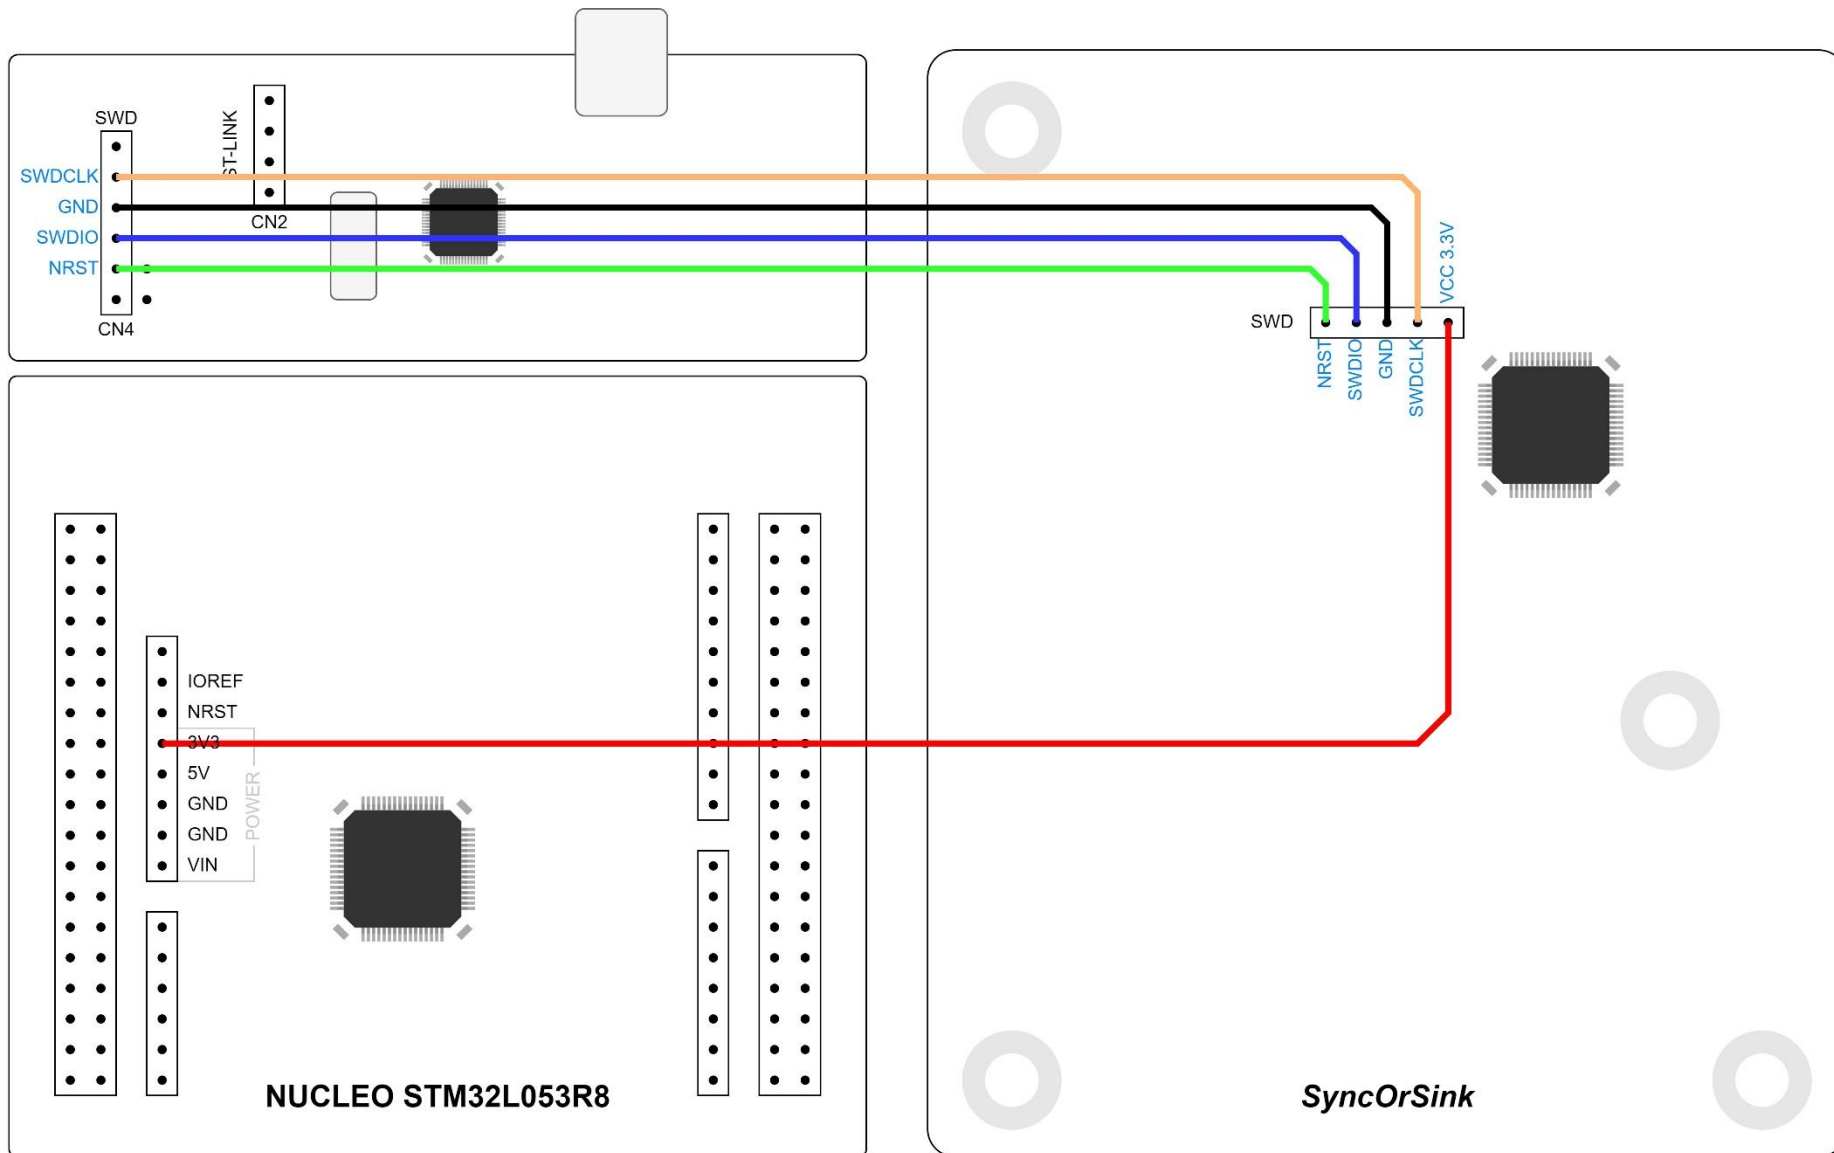 SWD
SWDCLK
GND
SWDIO
NRST
CN4
ST-LINK
CN2
SWD
VCC 3.3V
NRST
SWDIO
GND
SWDCLK
IOREF
NRST
3V3
5V
GND
GND
VIN
POWER
NUCLEO STM32L053R8
SyncOrSink